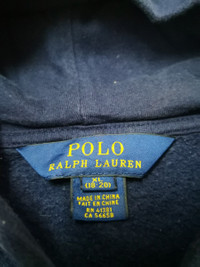 POLO
RALPH LAUREN
XL
(18-20)
MADE IN CHINA
FAIT EN CHINE
RN 41381
CA 56658